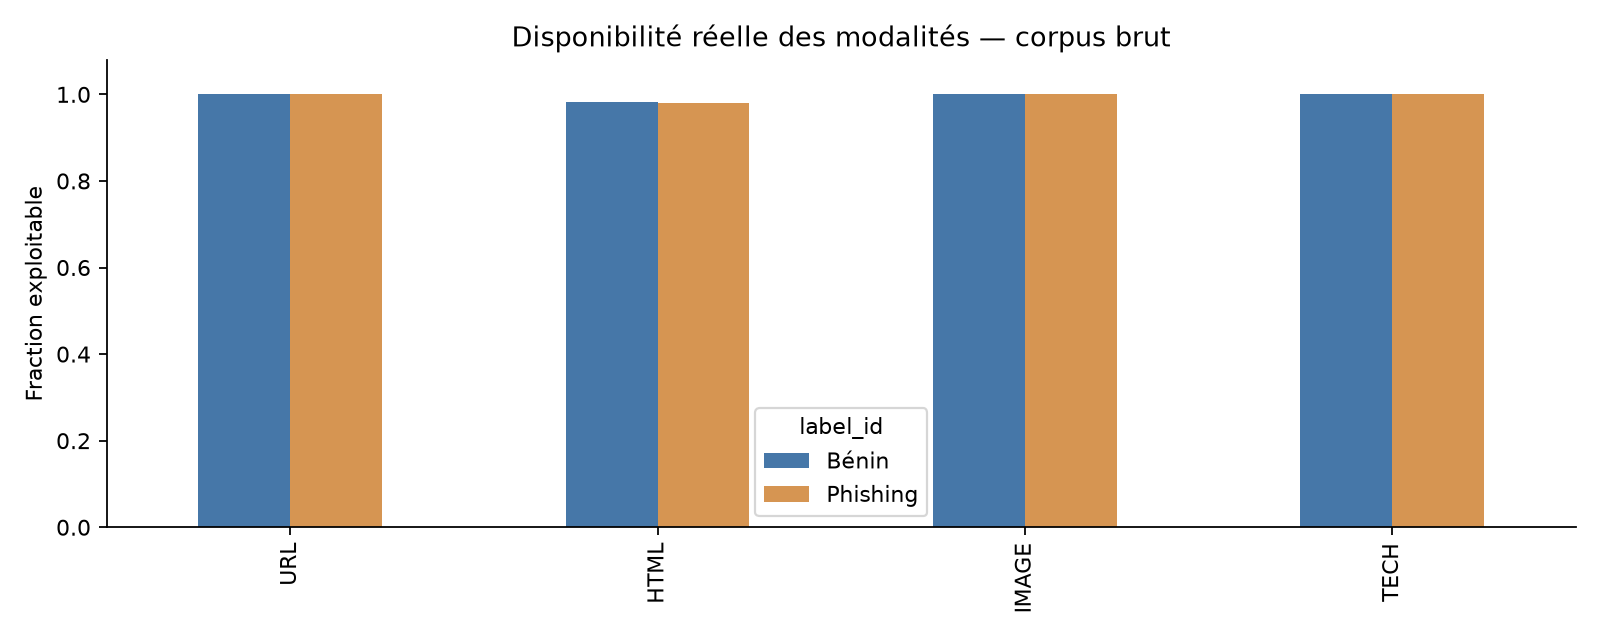 Disponibilité réelle des modalités — corpus brut
Fraction exploitable
1.0
0.8
0.6
0.4
0.2
0.0
label_id
Bénin
Phishing
URL
HTML
IMAGE
TECH